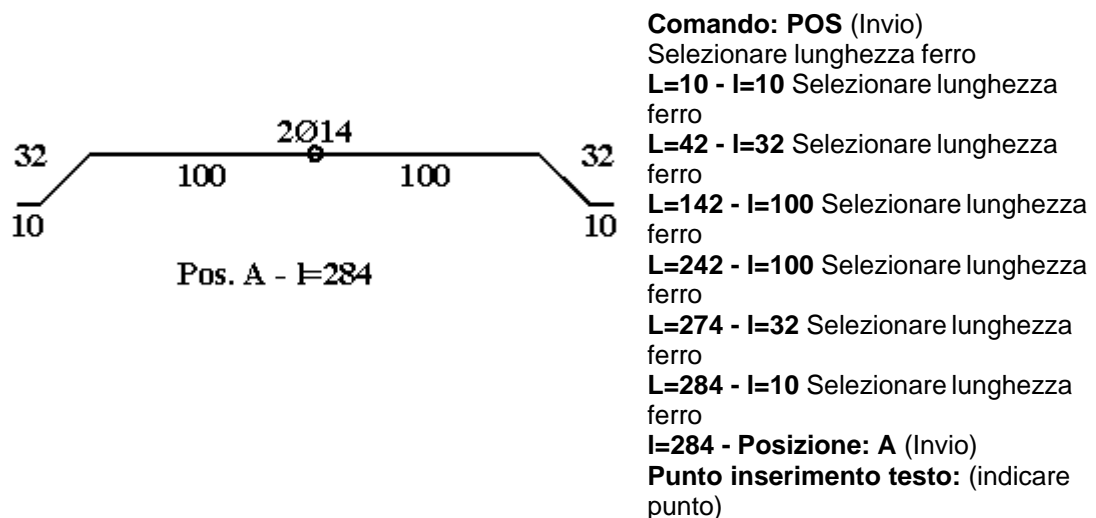 2Ø14
32 32
100 100
10 10
Pos. A - l=284
Comando: POS (Invio)
Selezionare lunghezza ferro
L=10 - l=10 Selezionare lunghezza
ferro
L=42 - l=32 Selezionare lunghezza
ferro
L=142 - l=100 Selezionare lunghezza
ferro
L=242 - l=100 Selezionare lunghezza
ferro
L=274 - l=32 Selezionare lunghezza
ferro
L=284 - l=10 Selezionare lunghezza
ferro
l=284 - Posizione: A (Invio)
Punto inserimento testo: (indicare
punto)